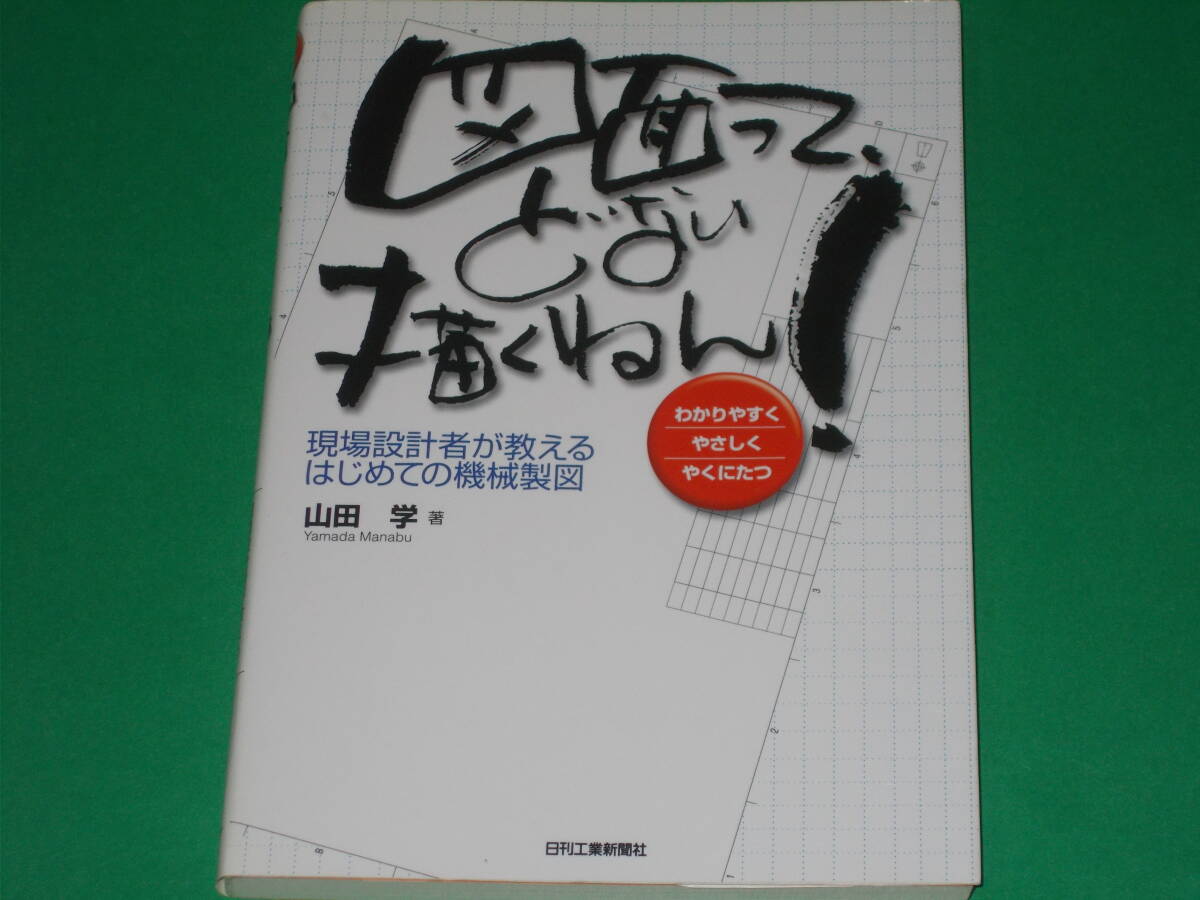 図面って、
どない
描くねん!
わかりやすく
やさしく
やくにたつ
現場設計者が教える
はじめての機械製図
山田 学 著
Yamada Manabu
日刊工業新聞社